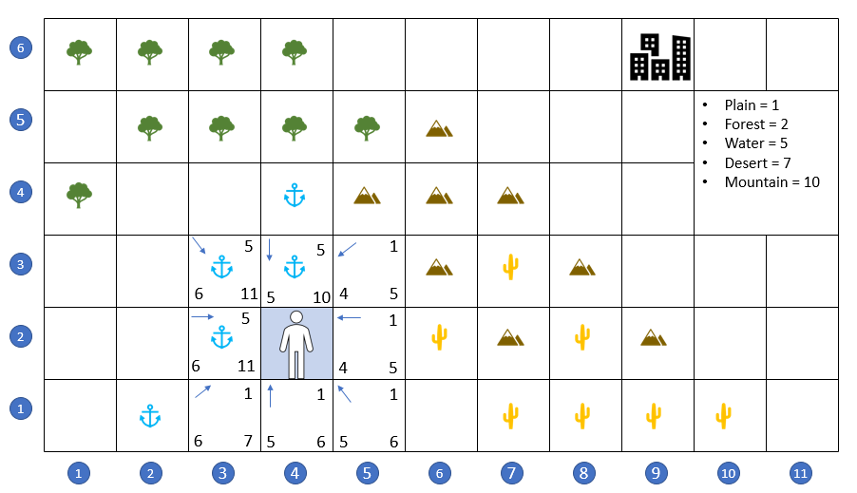 6
5
• Plain = 1
• Forest = 2
• Water = 5
• Desert = 7
• Mountain = 10
4
3
5 5 1
6 11 5 10 4 5
2
5 1
6 11 4 5
1
1 1 1
6 7 5 6 5 6
1 2 3 4 5 6 7 8 9 10 11